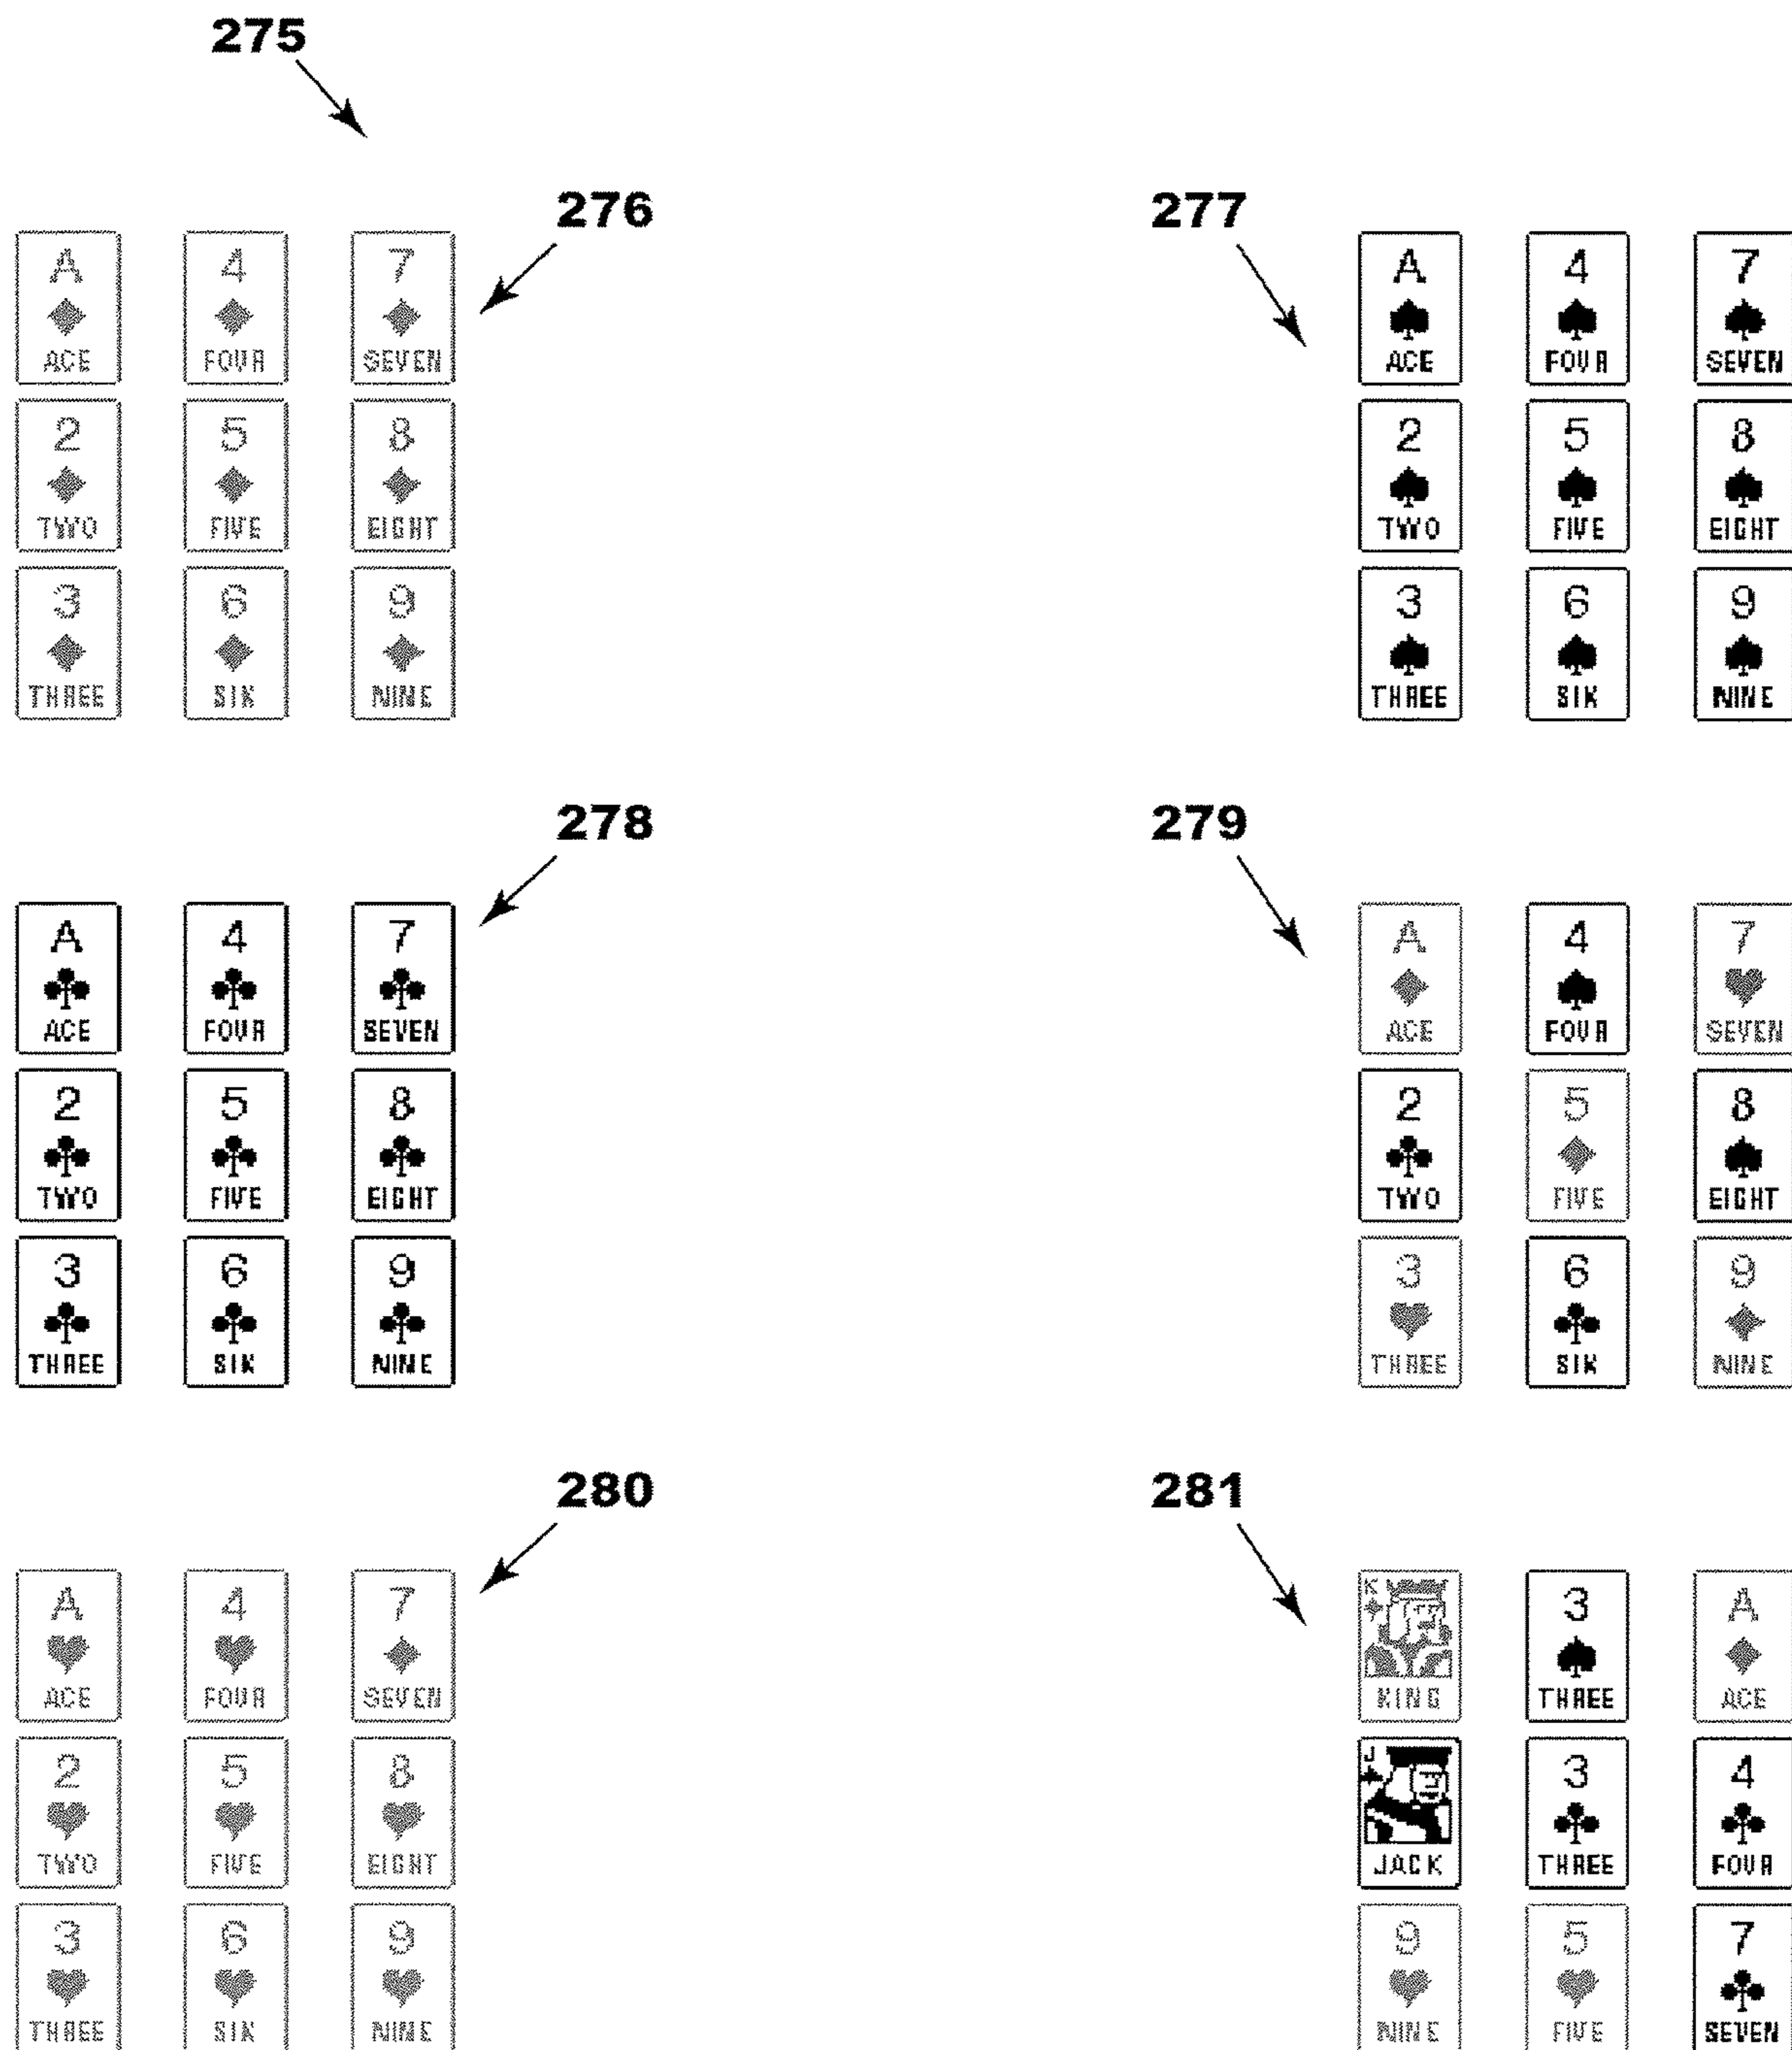 275
276
277
A 4 7 A 4 7
ACE FOUR SEVEN ACE FOUR SEVEN
2 5 8 2 5 8
TWO FIVE EIGHT TWO FIVE EIGHT
3 6 9 3 6 9
THREE SIX NINE THREE SIX NINE
278
279
A 4 7 A 4 7
ACE FOUR SEVEN ACE FOUR SEVEN
2 5 8 2 5 8
TWO FIVE EIGHT TWO FIVE EIGHT
3 6 9 3 6 9
THREE SIX NINE THREE SIX NINE
280
281
A 4 7 K 3 A
ACE FOUR SEVEN KING THREE ACE
2 5 8 J 3 4
TWO FIVE EIGHT JACK THREE FOUR
3 6 9 9 5 7
THREE SIX NINE NINE FIVE SEVEN